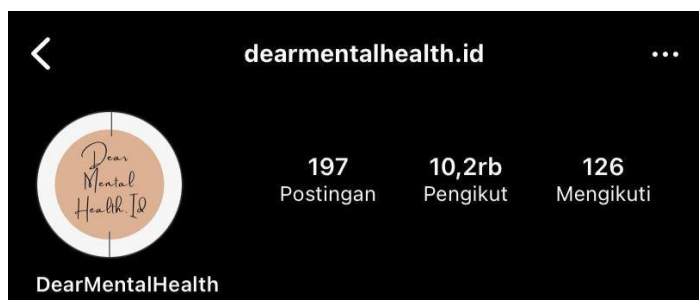 dearmentalhealth.id
Dear
Mental
Health.Id
197 10,2rb 126
Postingan Pengikut Mengikuti
DearMentalHealth